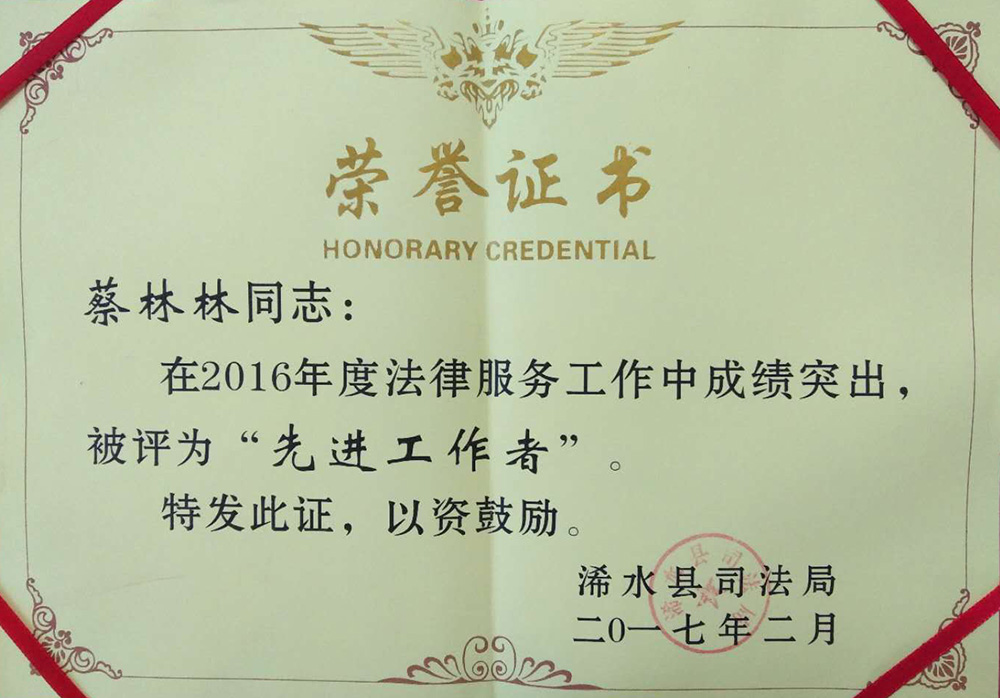 荣誉证书
HONORARY CREDENTIAL
蔡林林同志：
在2016年度法律服务工作中成绩突出，
被评为“先进工作者”。
特发此证，以资鼓励。
浠水县司法局
二〇一七年二月